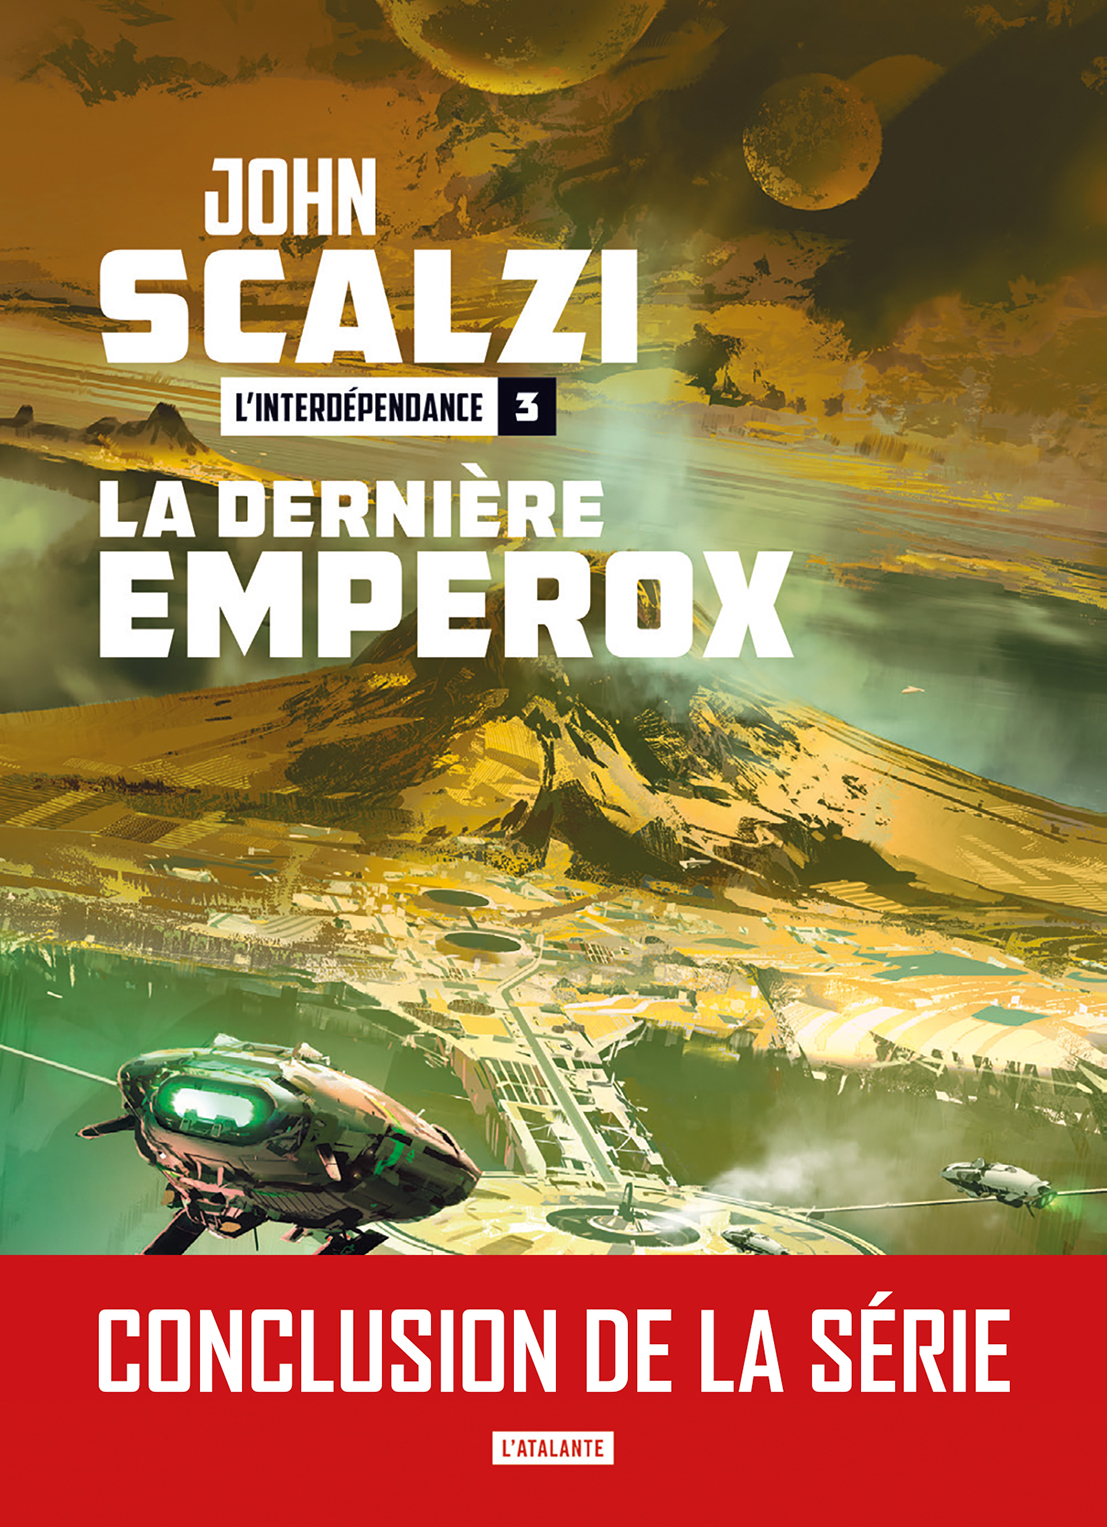 JOHN
SCALZI
L'INTERDÉPENDANCE 3
LA DERNIÈRE
EMPEROX
CONCLUSION DE LA SÉRIE
L'ATALANTE